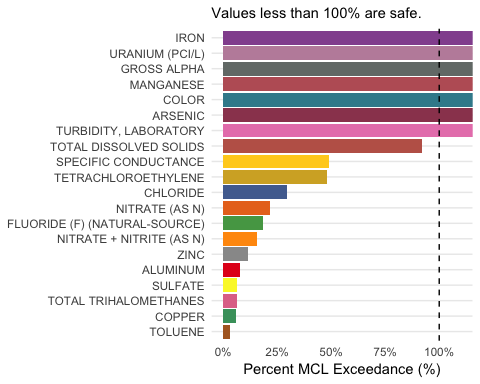 Values less than 100% are safe.
IRON
URANIUM (PCI/L)
GROSS ALPHA
MANGANESE
COLOR
ARSENIC
TURBIDITY, LABORATORY
TOTAL DISSOLVED SOLIDS
SPECIFIC CONDUCTANCE
TETRACHLOROETHYLENE
CHLORIDE
NITRATE (AS N)
FLUORIDE (F) (NATURAL-SOURCE)
NITRATE + NITRITE (AS N)
ZINC
ALUMINUM
SULFATE
TOTAL TRIHALOMETHANES
COPPER
TOLUENE
0% 25% 50% 75% 100%
Percent MCL Exceedance (%)